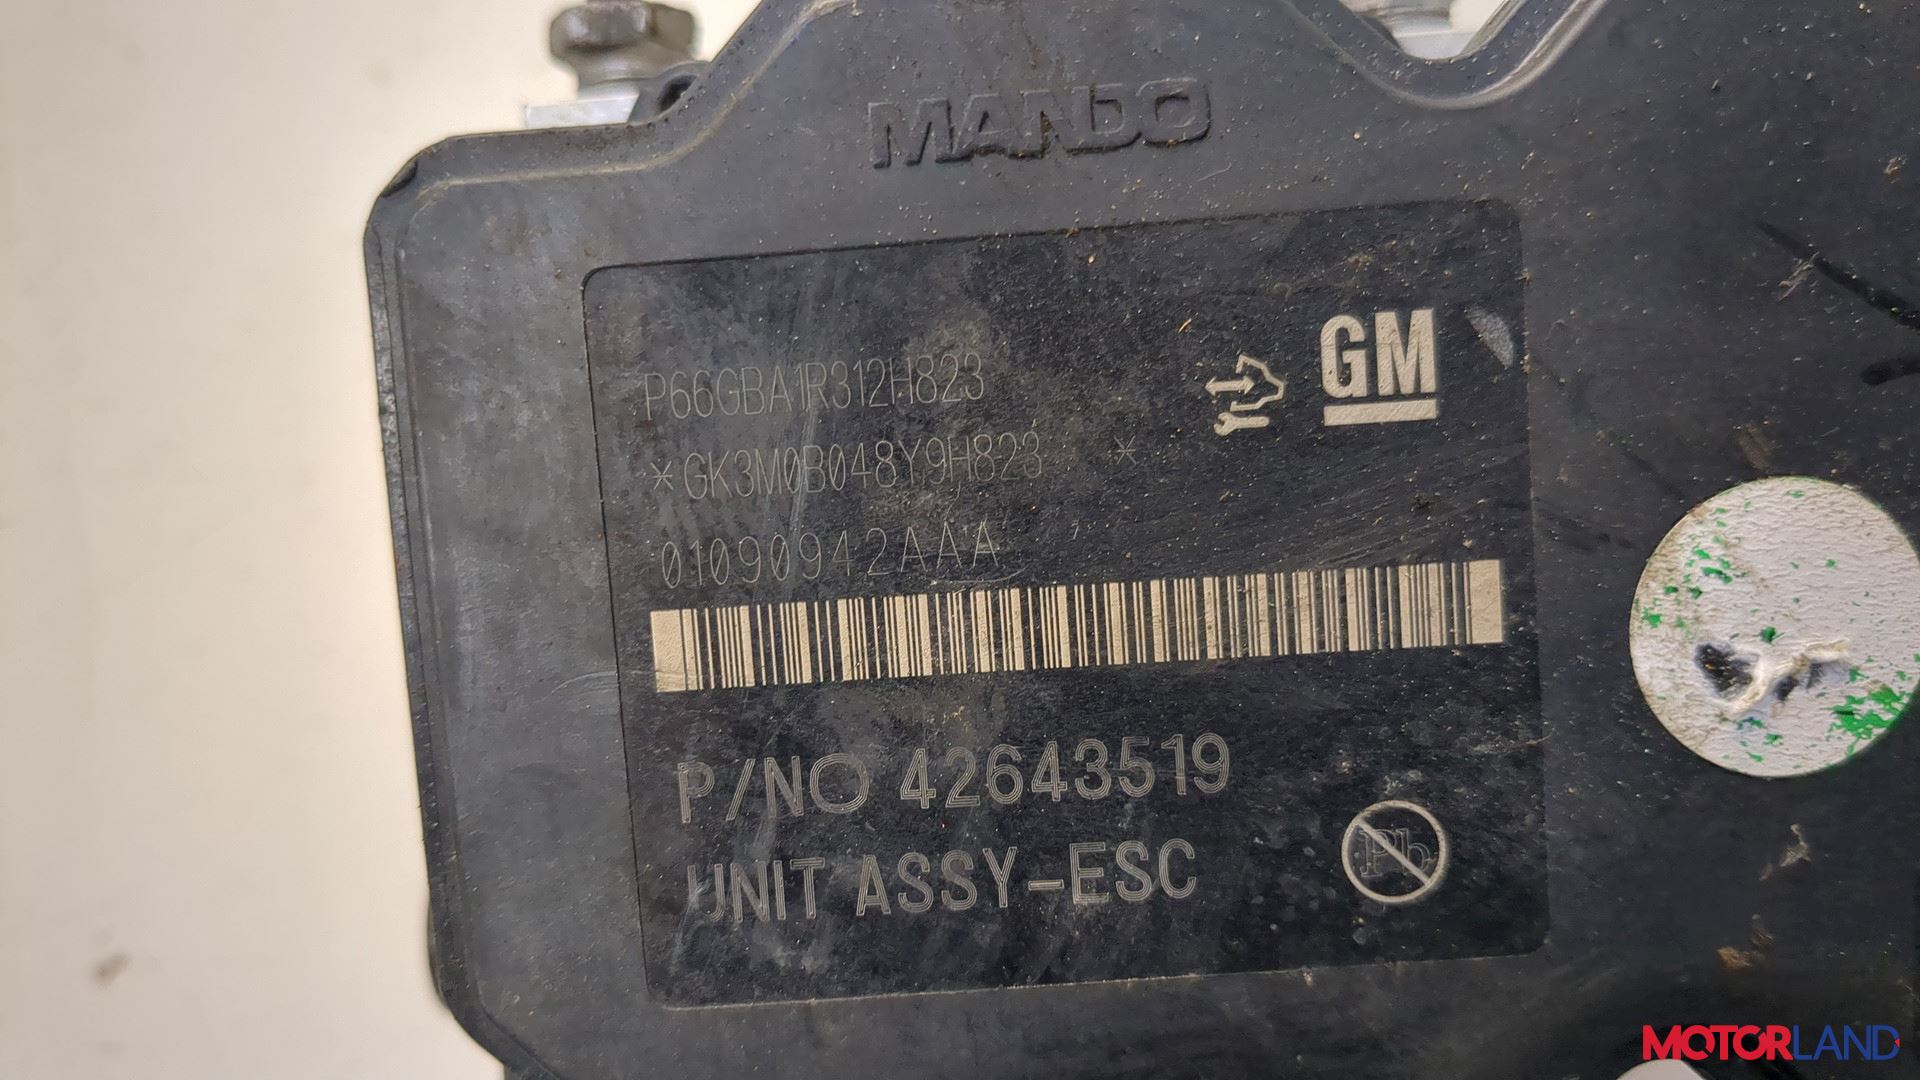 MANDO
GM
P66GBA1R312H823
*GK3M0B048Y9H823 *
01090942AAA
P/NO 42643519
UNIT ASSY-ESC
Pb
MOTORLAND